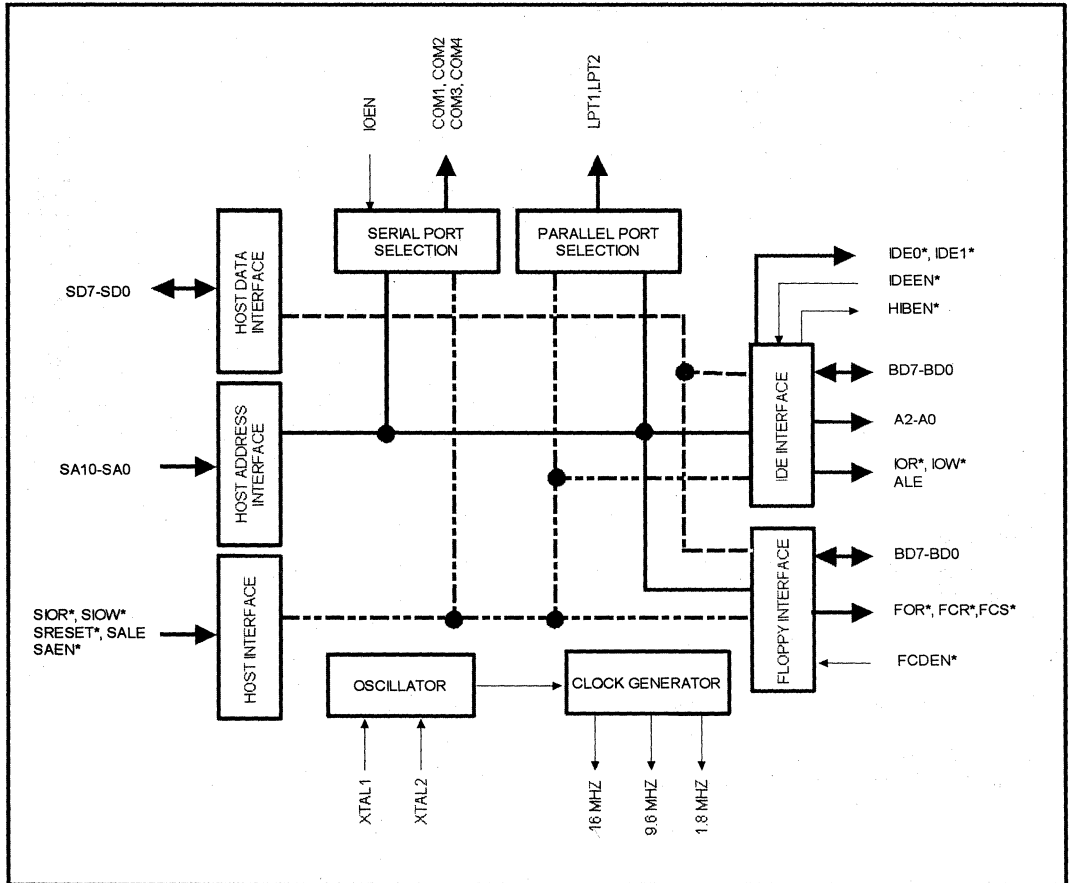 IOEN
COM1, COM2
COM3, COM4
LPT1,LPT2
SERIAL PORT
SELECTION
PARALLEL PORT
SELECTION
SD7-SD0
HOST DATA
INTERFACE
IDE0*, IDE1*
IDEEN*
HIBEN*
BD7-BD0
A2-A0
IOR*, IOW*
ALE
IDE INTERFACE
SA10-SA0
HOST ADDRESS
INTERFACE
BD7-BD0
FOR*, FCR*,FCS*
FCDEN*
FLOPPY INTERFACE
SIOR*, SIOW*
SRESET*, SALE
SAEN*
HOST INTERFACE
OSCILLATOR
CLOCK GENERATOR
XTAL1
XTAL2
16 MHZ
9.6 MHZ
1.8 MHZ